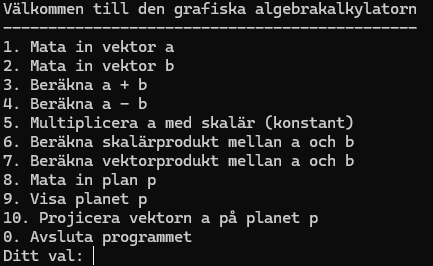 Välkommen till den grafiska algebrakalkylatorn
----------------------------------------------
1. Mata in vektor a
2. Mata in vektor b
3. Beräkna a + b
4. Beräkna a - b
5. Multiplicera a med skalär (konstant)
6. Beräkna skalärprodukt mellan a och b
7. Beräkna vektorprodukt mellan a och b
8. Mata in plan p
9. Visa planet p
10. Projicera vektorn a på planet p
0. Avsluta programmet
Ditt val: